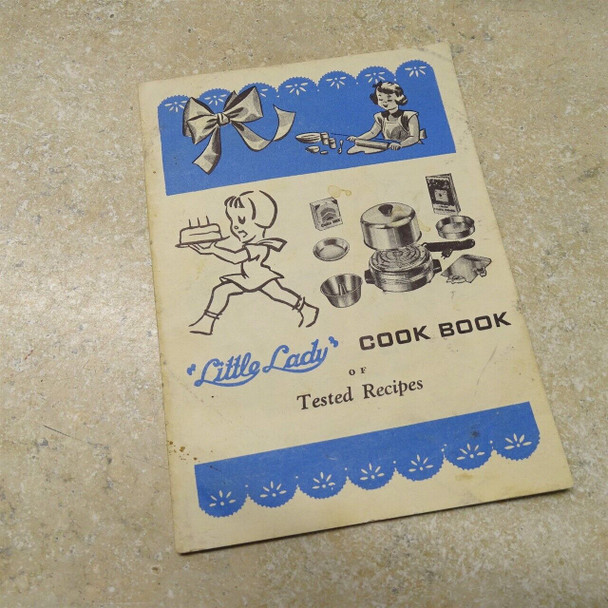 "Little Lady" COOK BOOK
OF
Tested Recipes